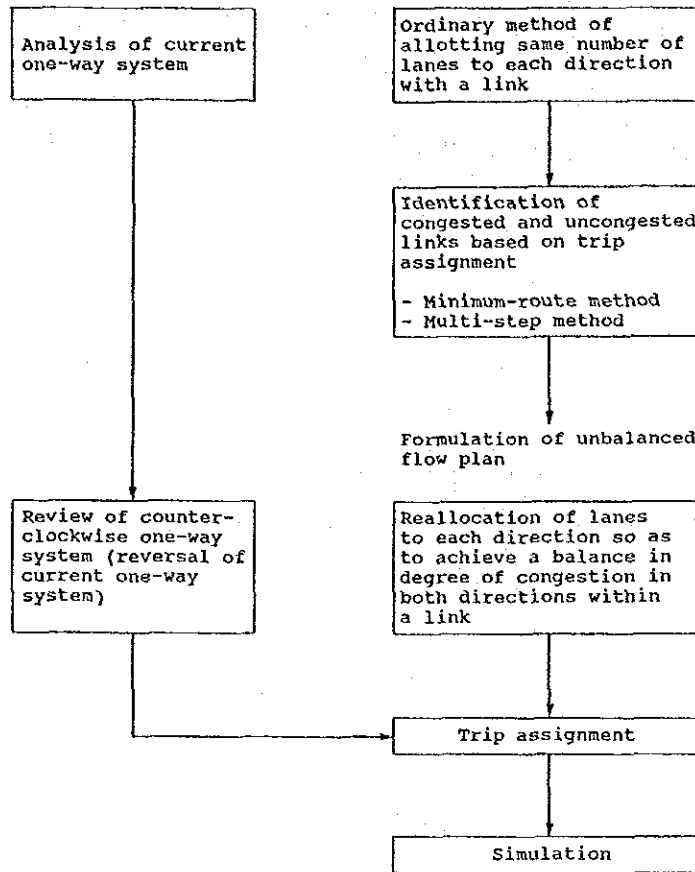 Analysis of current
one-way system
Ordinary method of
allotting same number of
lanes to each direction
with a link
Identification of
congested and uncongested
links based on trip
assignment
- Minimum-route method
- Multi-step method
Formulation of unbalanced
flow plan
Review of counter-
clockwise one-way
system (reversal of
current one-way
system)
Reallocation of lanes
to each direction so as
to achieve a balance in
degree of congestion in
both directions within
a link
Trip assignment
Simulation